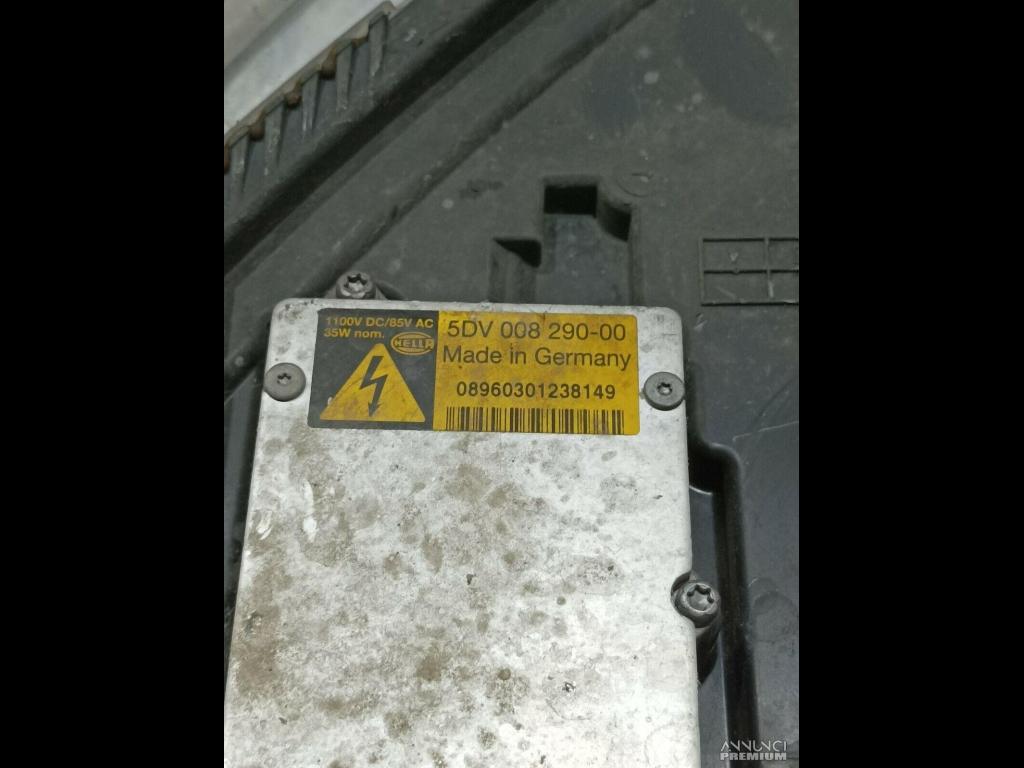 1100V DC/85V AC
35W nom.
HELLA
5DV 008 290-00
Made in Germany
08960301238149
ANNUNCI
PREMIUM